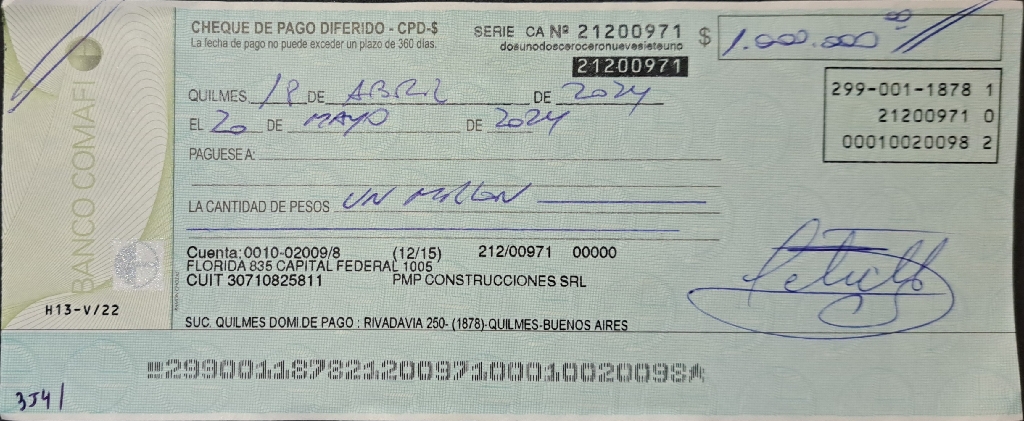 CHEQUE DE PAGO DIFERIDO - CPD-$
La fecha de pago no puede exceder un plazo de 360 días.
SERIE CA Nº 21200971
dosunodosceroceronuevesieteuno
21200971
$ 1.000.000 00
299-001-1878 1
21200971 0
00010020098 2
QUILMES 18 DE ABRIL DE 2024
EL 20 DE MAYO DE 2024
PAGUESE A:
LA CANTIDAD DE PESOS UN MILLON
Cuenta:0010-02009/8 (12/15) 212/00971 00000
FLORIDA 835 CAPITAL FEDERAL 1005
CUIT 30710825811 PMP CONSTRUCCIONES SRL
SUC. QUILMES DOMI.DE PAGO : RIVADAVIA 250- (1878)-QUILMES-BUENOS AIRES
BANCO COMAFI
H13-V/22
29900118782120097100010020098
354/